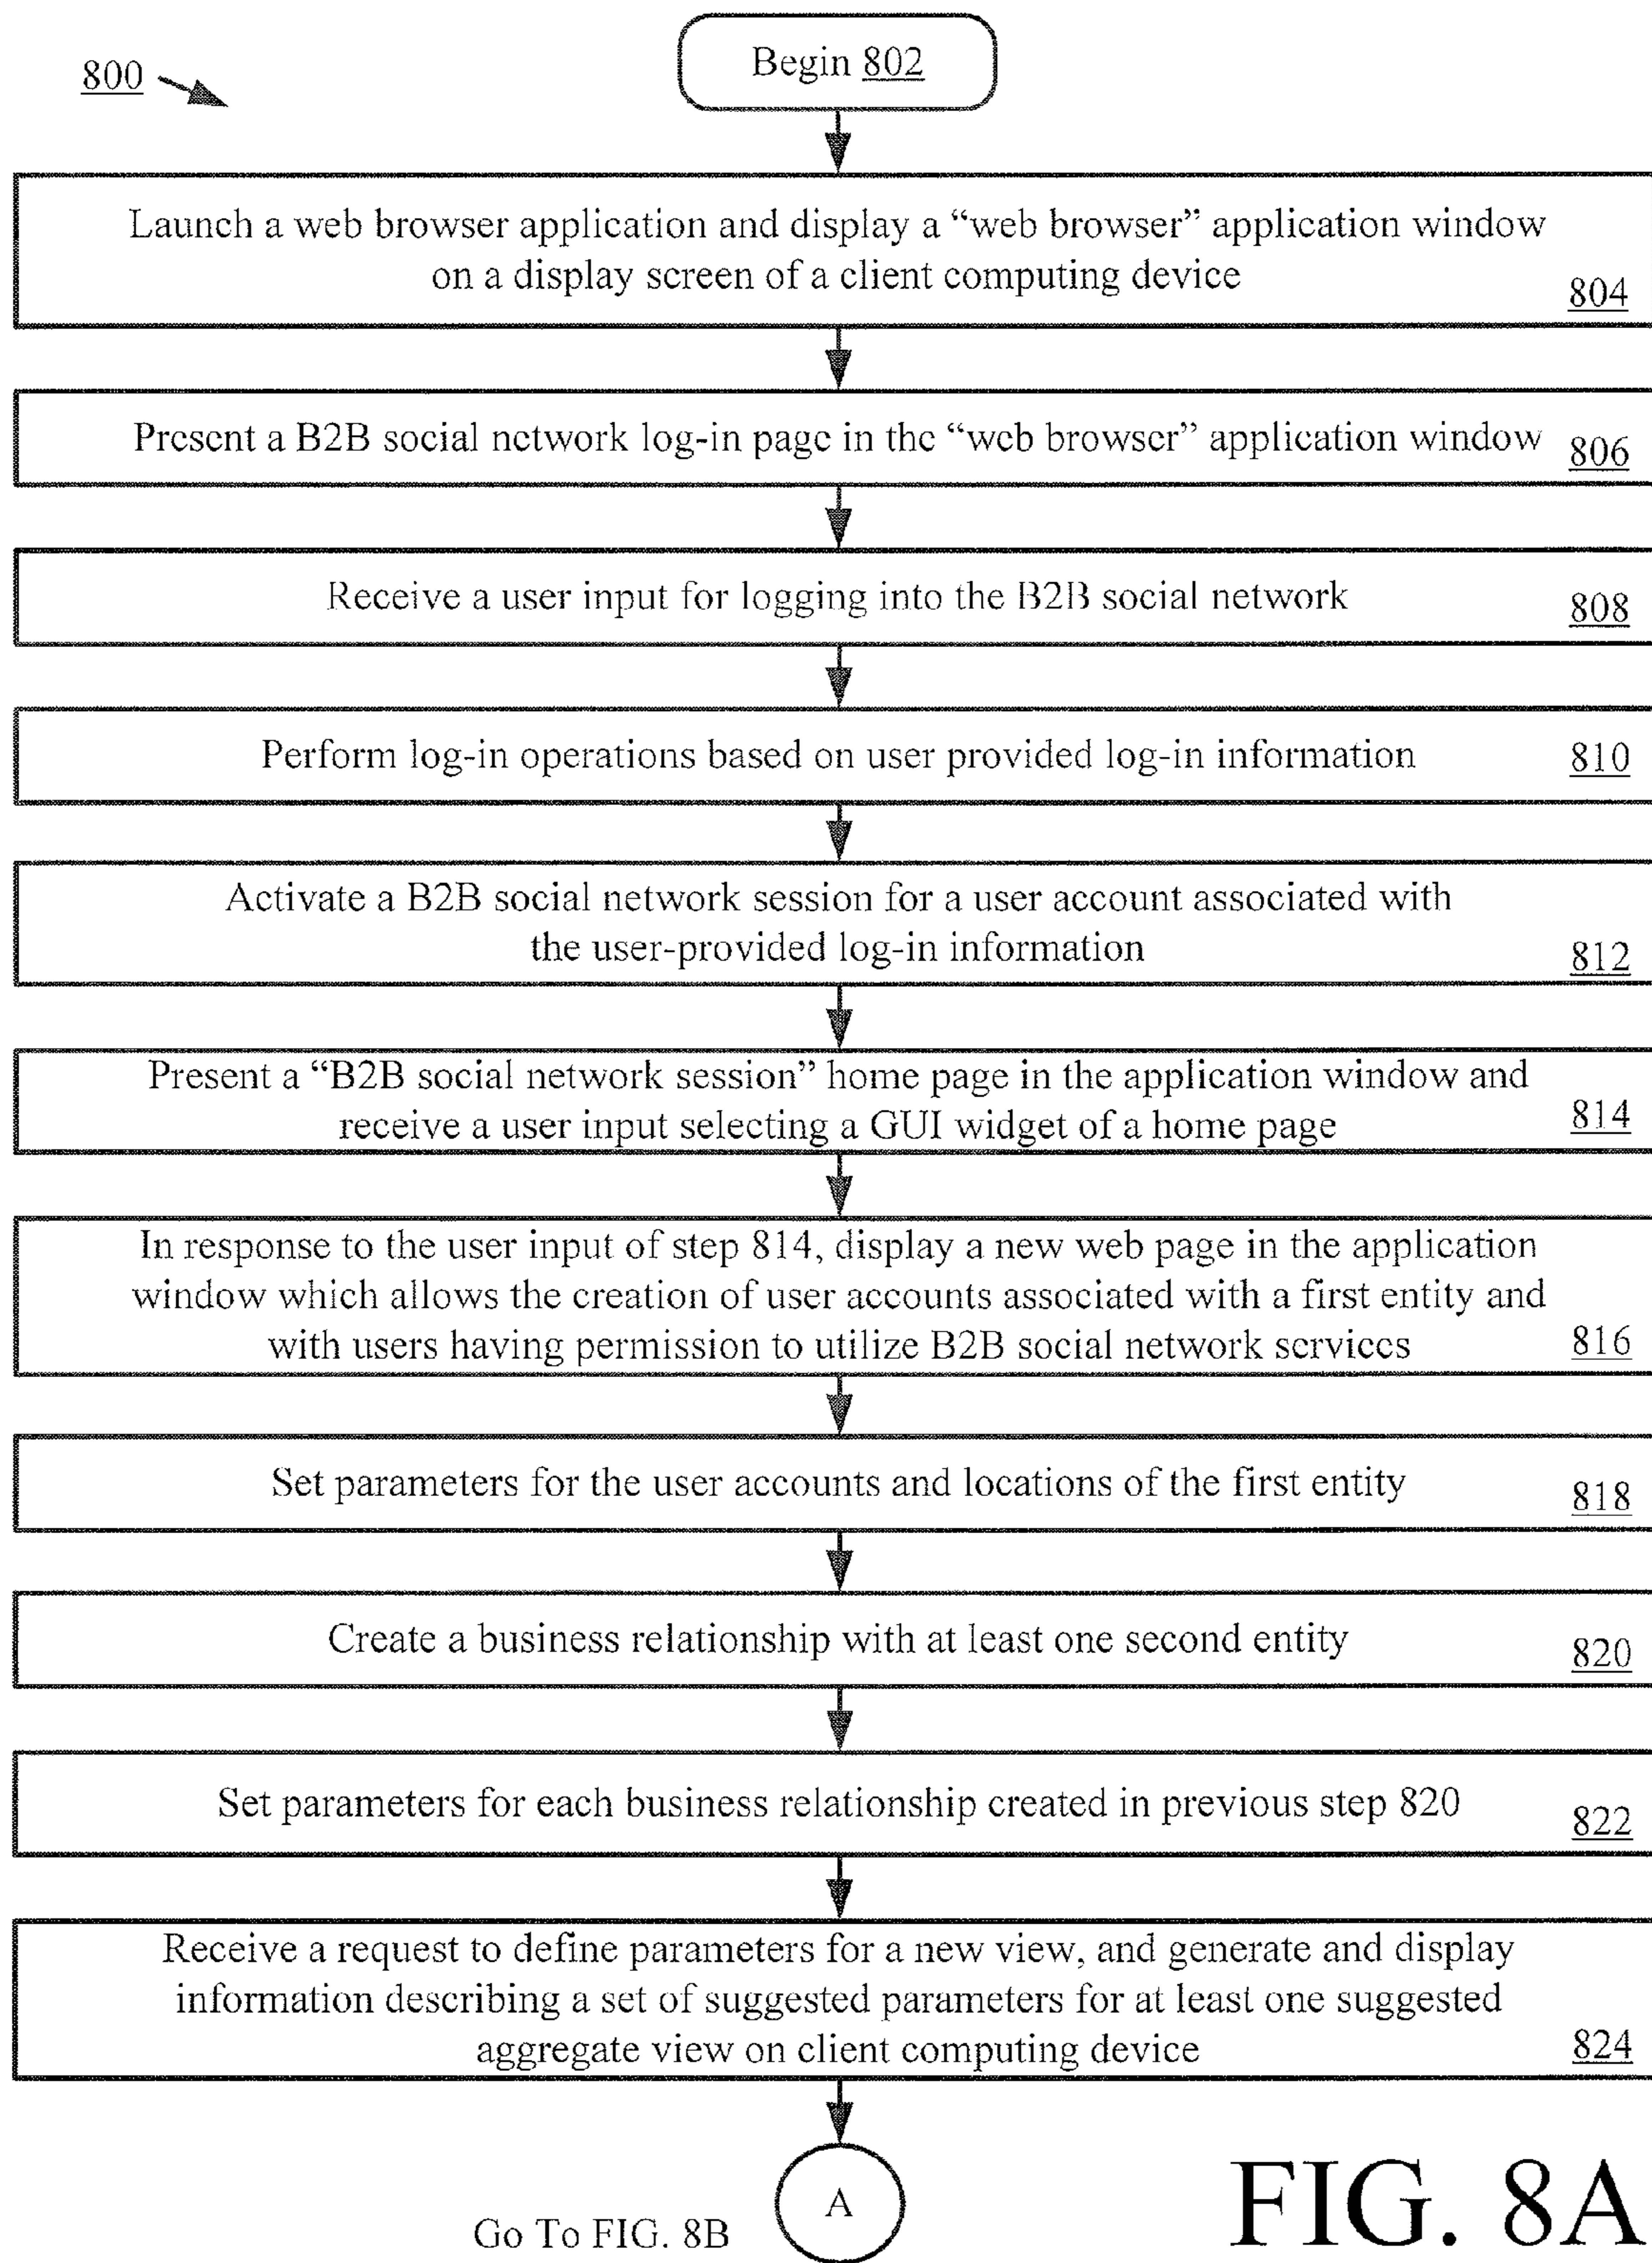 800
Begin 802
Launch a web browser application and display a “web browser” application window
on a display screen of a client computing device
804
Present a B2B social network log-in page in the “web browser” application window 806
Receive a user input for logging into the B2B social network 808
Perform log-in operations based on user provided log-in information 810
Activate a B2B social network session for a user account associated with
the user-provided log-in information
812
Present a “B2B social network session” home page in the application window and
receive a user input selecting a GUI widget of a home page
814
In response to the user input of step 814, display a new web page in the application
window which allows the creation of user accounts associated with a first entity and
with users having permission to utilize B2B social network services
816
Set parameters for the user accounts and locations of the first entity 818
Create a business relationship with at least one second entity 820
Set parameters for each business relationship created in previous step 820 822
Receive a request to define parameters for a new view, and generate and display
information describing a set of suggested parameters for at least one suggested
aggregate view on client computing device
824
A
Go To FIG. 8B
FIG. 8A